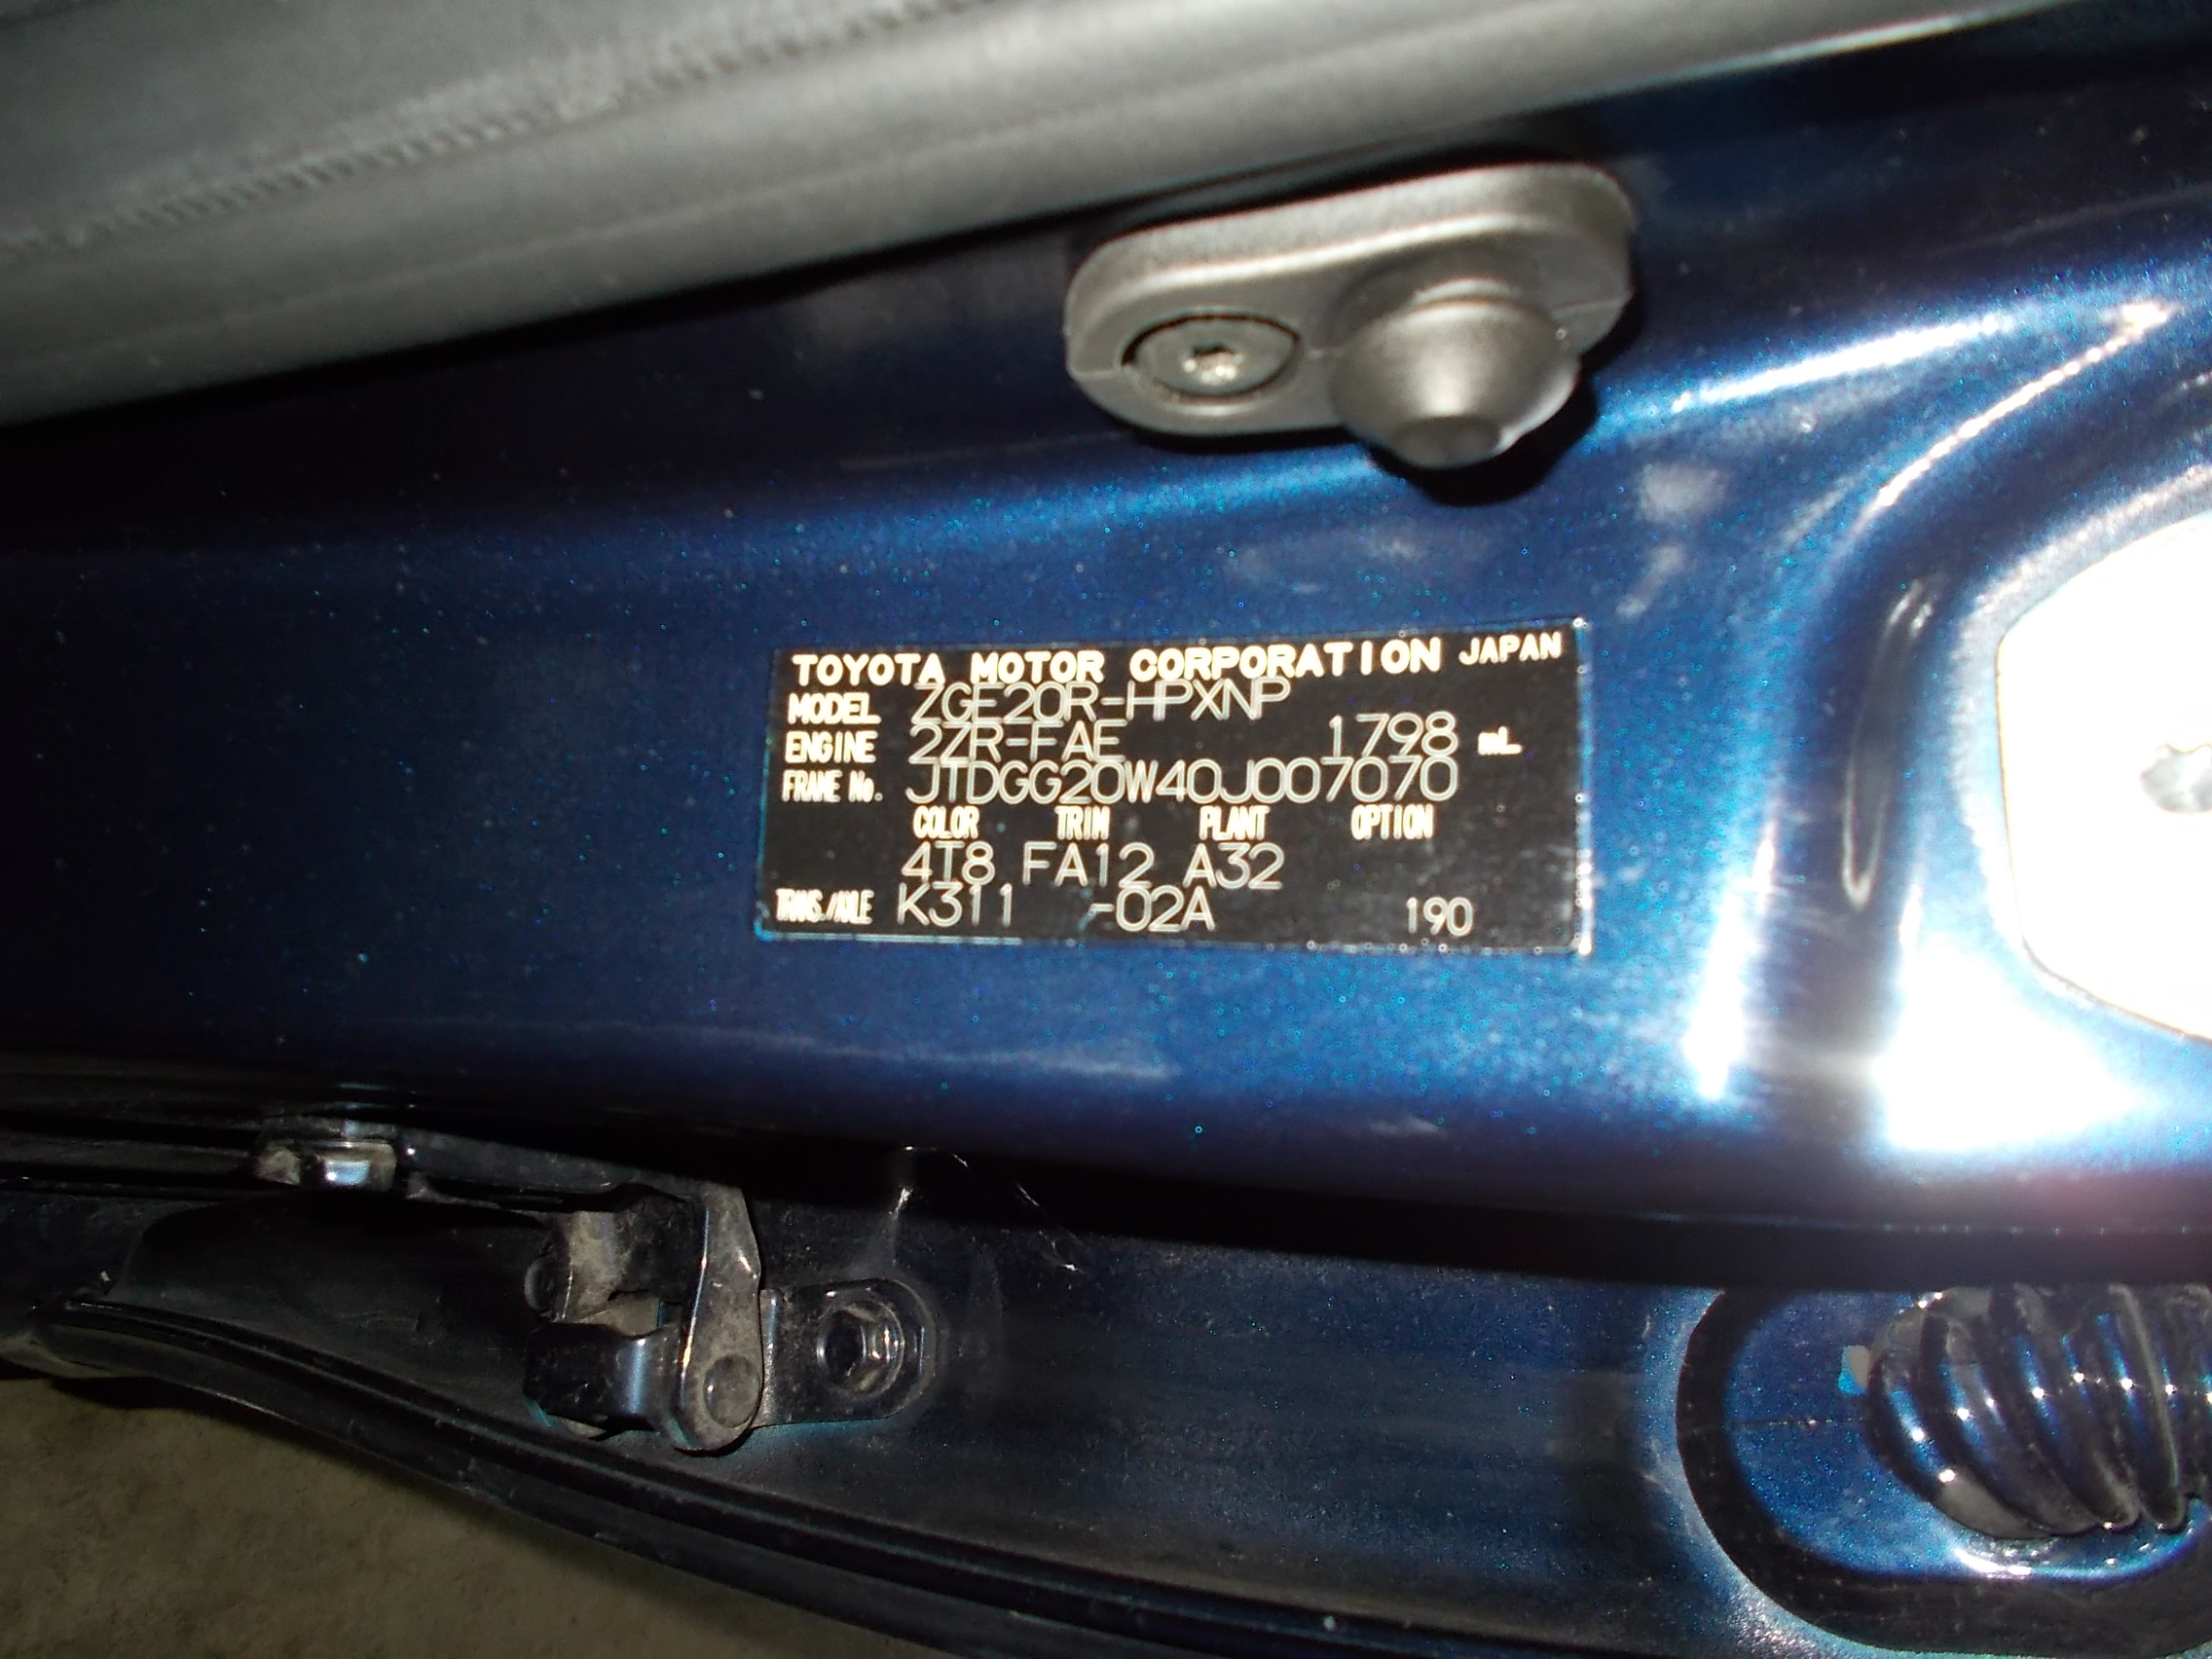 TOYOTA MOTOR CORPORATION JAPAN
MODEL ZGE20R-HPXNP
ENGINE 2ZR-FAE 1798 mL
FRAME No. JTDGG20W40J007070
COLOR TRIM PLANT OPTION
4T8 FA12 A32
TRANS./AXLE K311 -02A 190